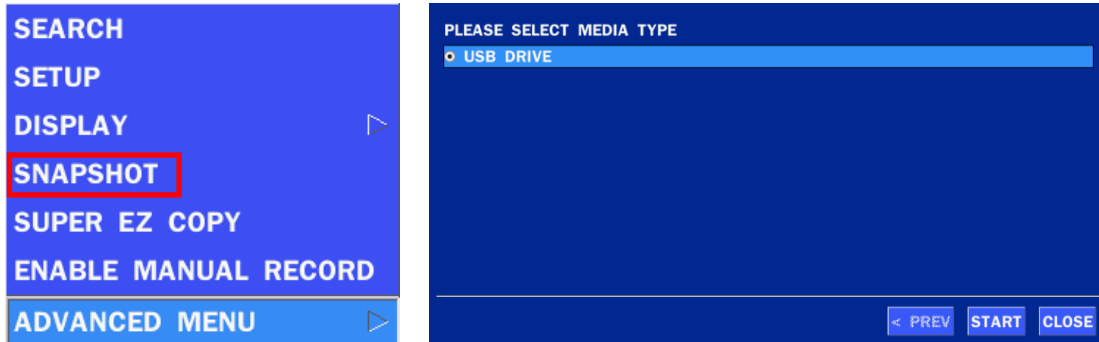 SEARCH
SETUP
DISPLAY
SNAPSHOT
SUPER EZ COPY
ENABLE MANUAL RECORD
ADVANCED MENU
PLEASE SELECT MEDIA TYPE
USB DRIVE
< PREV START CLOSE